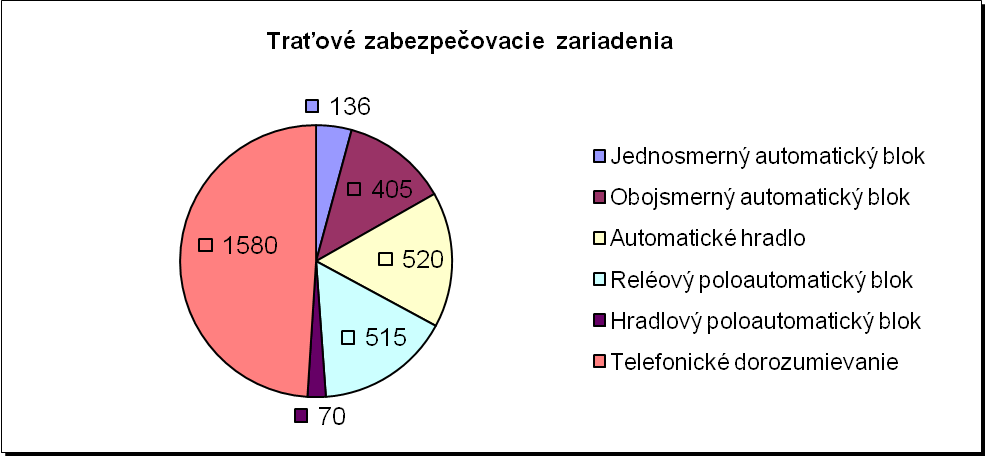 Traťové zabezpečovacie zariadenia
136
405
520
515
70
1580
Jednosmerný automatický blok
Obojsmerný automatický blok
Automatické hradlo
Reléový poloautomatický blok
Hradlový poloautomatický blok
Telefonické dorozumievanie